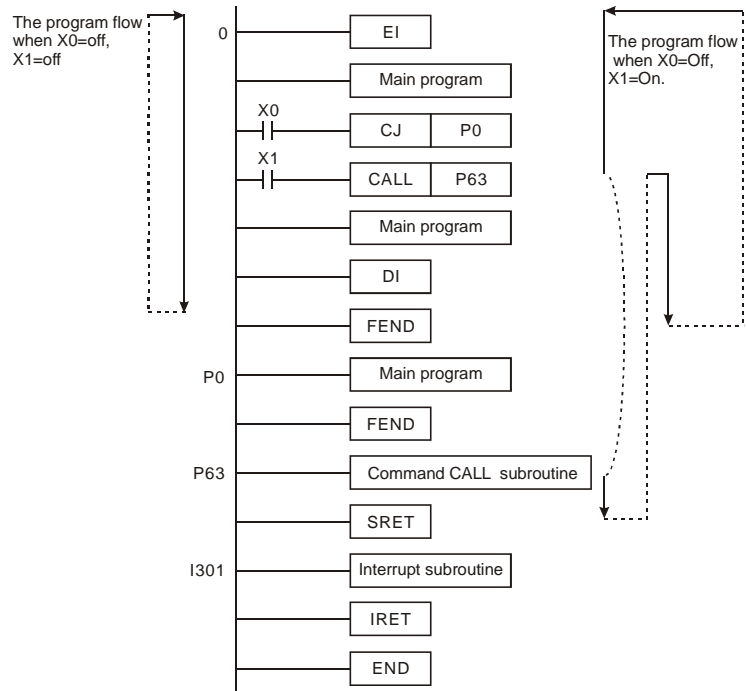 The program flow
when X0=off,
X1=off
0
EI
Main program
X0
CJ P0
X1
CALL P63
Main program
DI
FEND
P0
Main program
FEND
P63
Command CALL subroutine
SRET
I301
Interrupt subroutine
IRET
END
The program flow
when X0=Off,
X1=On.